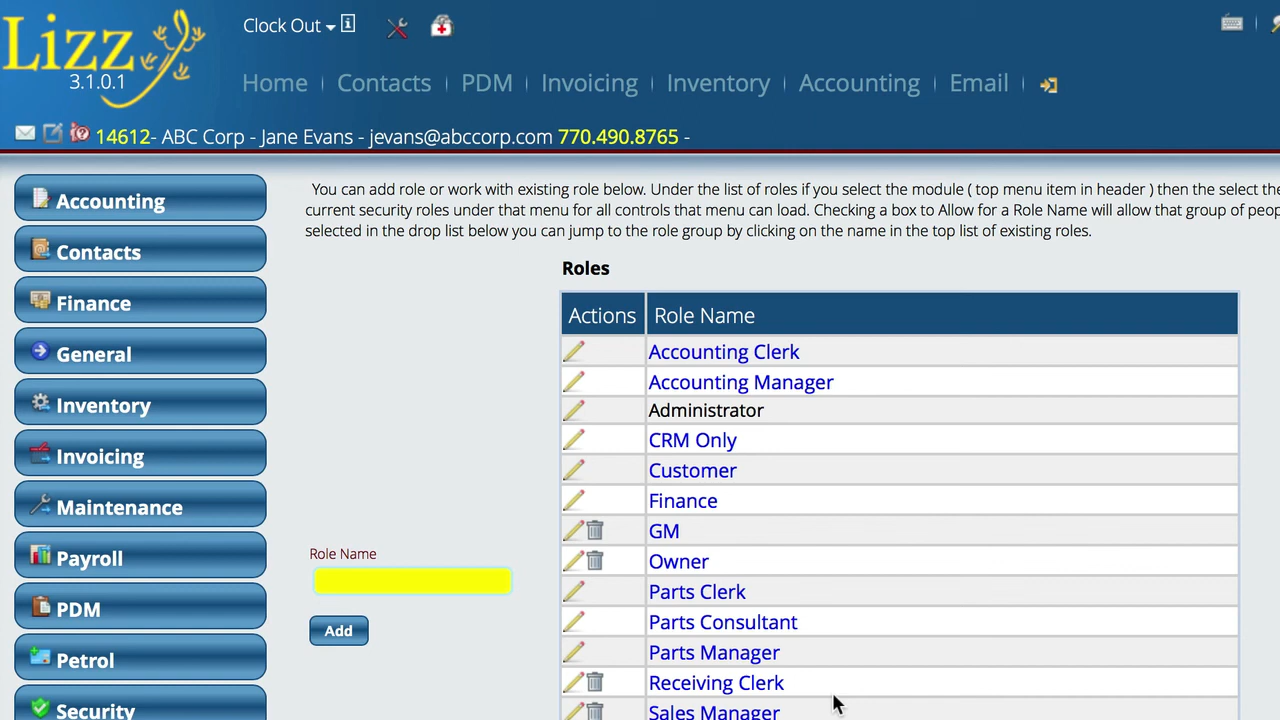 Lizz
3.1.0.1
Clock Out
Home
Contacts
PDM
Invoicing
Inventory
Accounting
Email
14612- ABC Corp - Jane Evans - jevans@abccorp.com 770.490.8765 -
Accounting
Contacts
Finance
General
Inventory
Invoicing
Maintenance
Payroll
PDM
Petrol
Security
You can add role or work with existing role below. Under the list of roles if you select the module ( top menu item in header ) then the select the
current security roles under that menu for all controls that menu can load. Checking a box to Allow for a Role Name will allow that group of peop
selected in the drop list below you can jump to the role group by clicking on the name in the top list of existing roles.
Role Name
Add
Roles
Actions Role Name
Accounting Clerk
Accounting Manager
Administrator
CRM Only
Customer
Finance
GM
Owner
Parts Clerk
Parts Consultant
Parts Manager
Receiving Clerk
Sales Manager